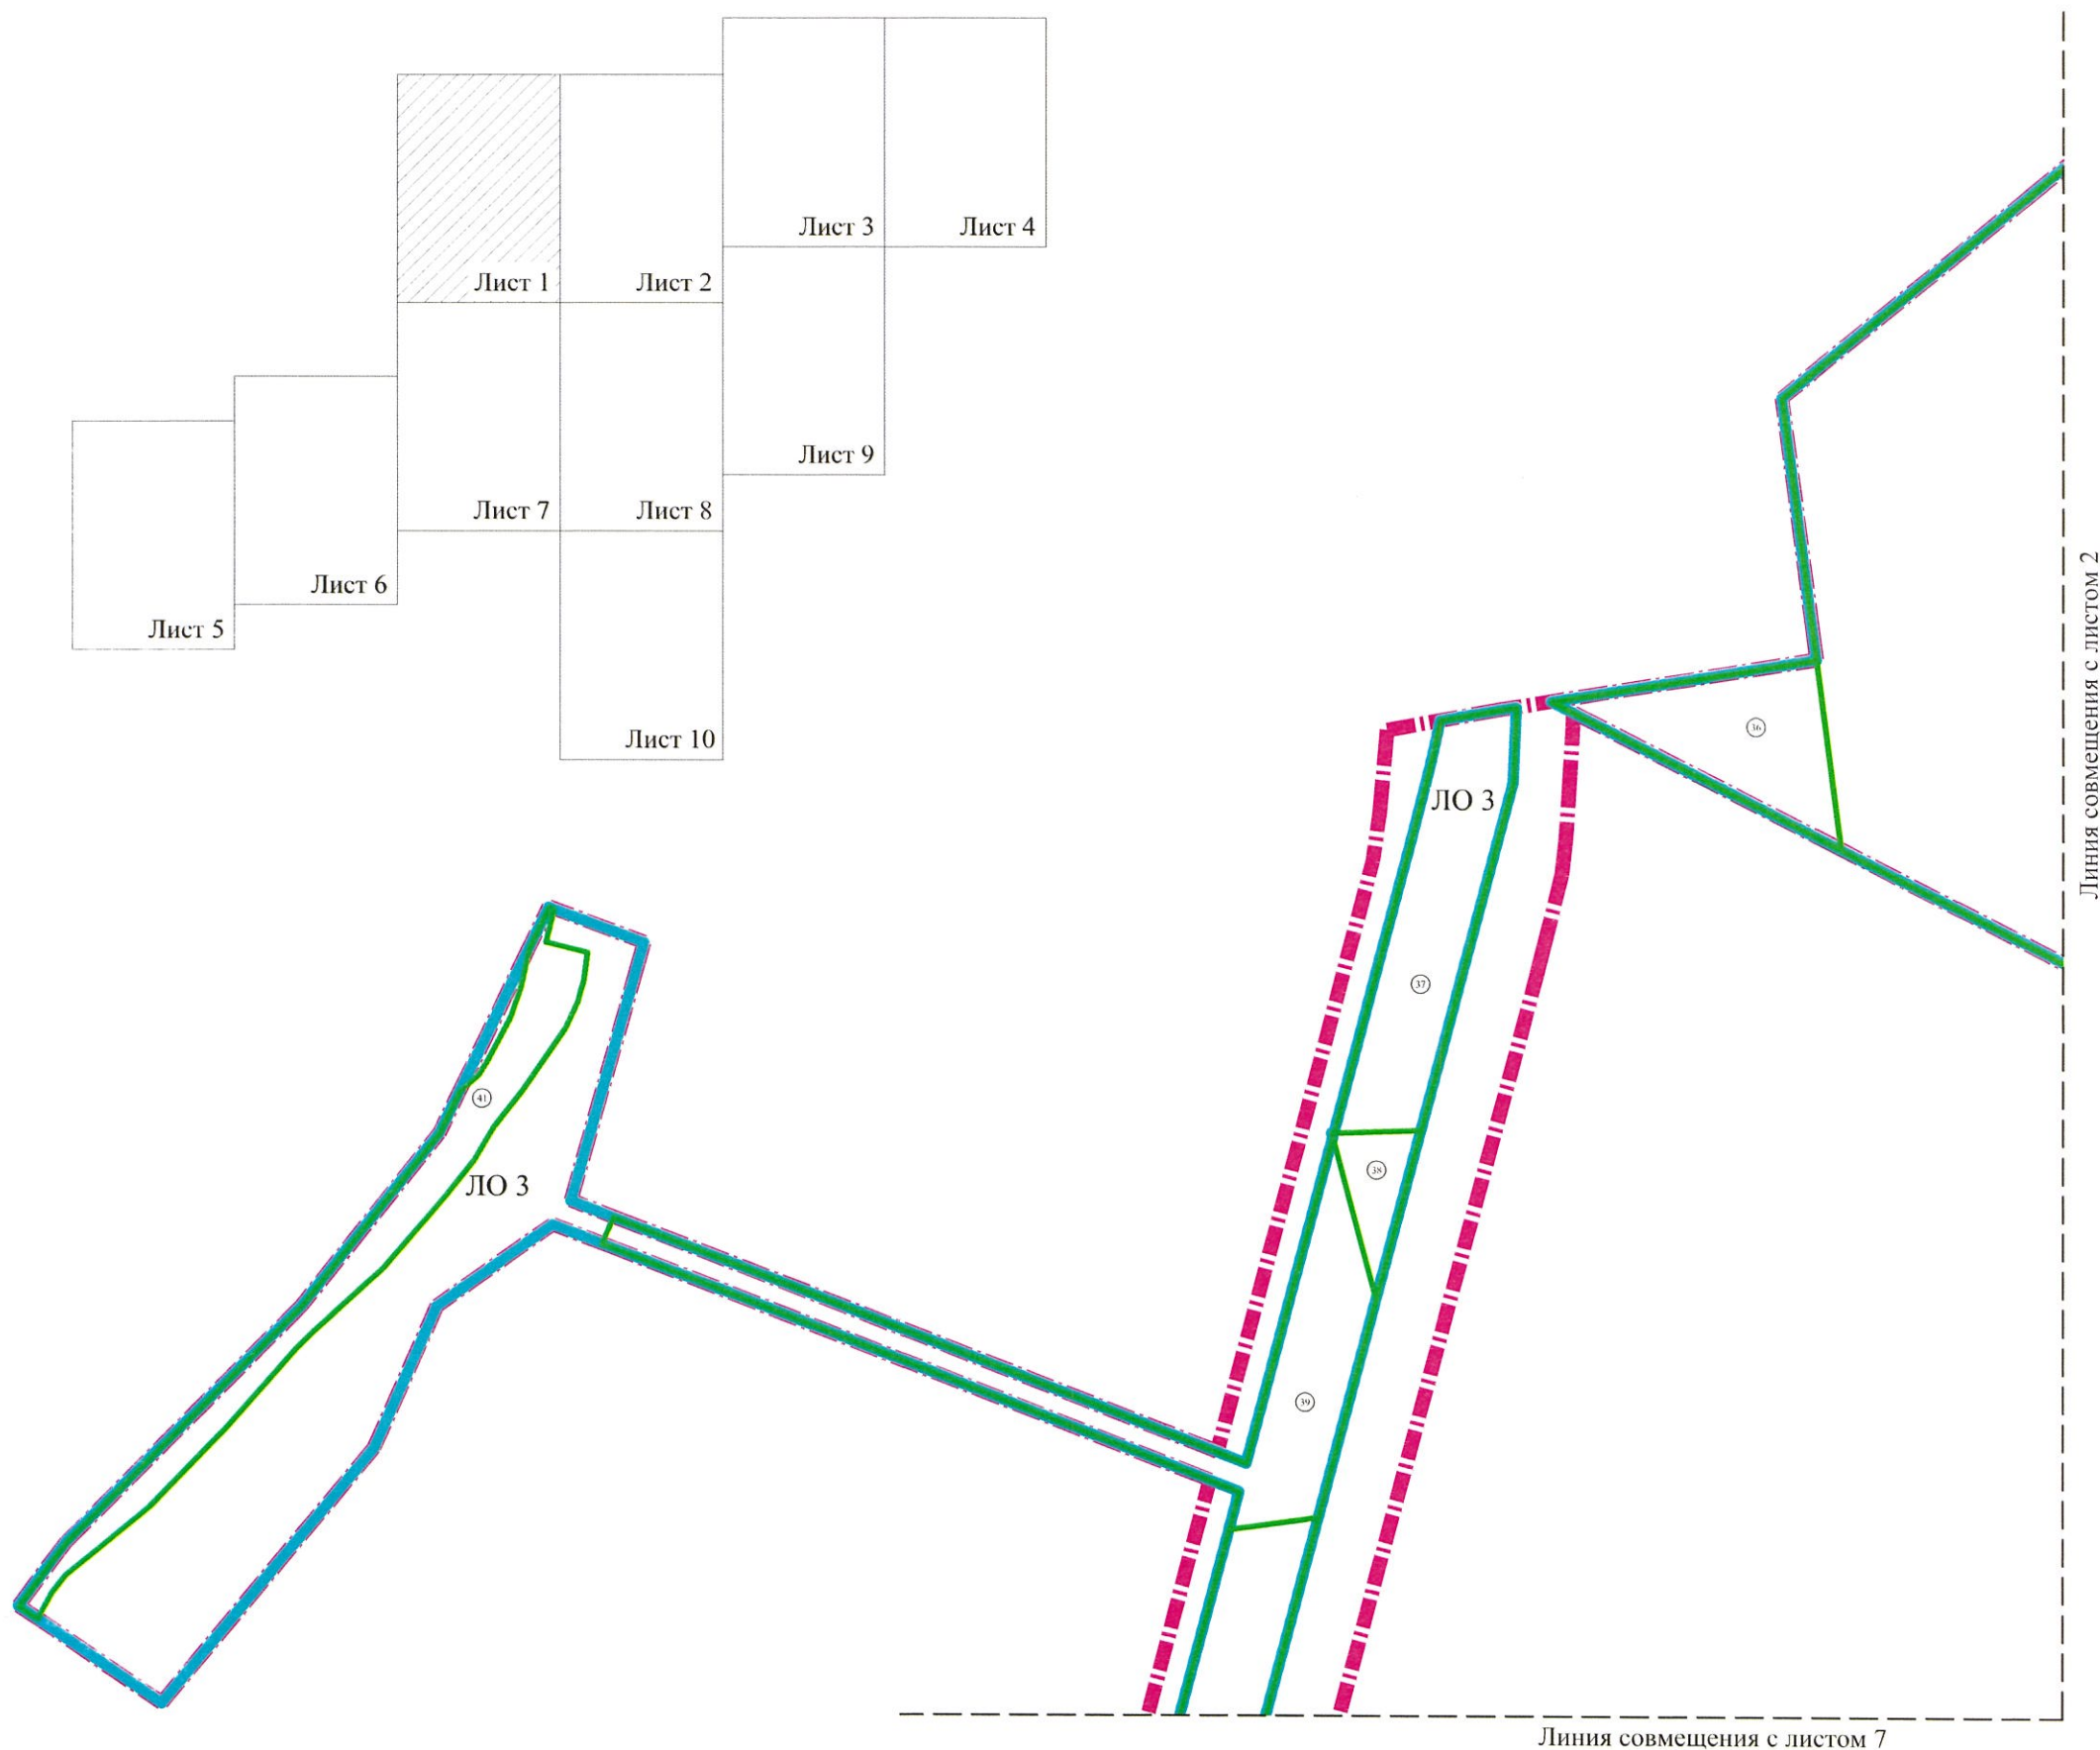 Лист 3
Лист 4
Лист 1
Лист 2
Лист 9
Лист 7
Лист 8
Лист 6
Лист 5
Лист 10
Линия совмещения с листом 2
36
ЛО 3
37
41
38
ЛО 3
39
Линия совмещения с листом 7